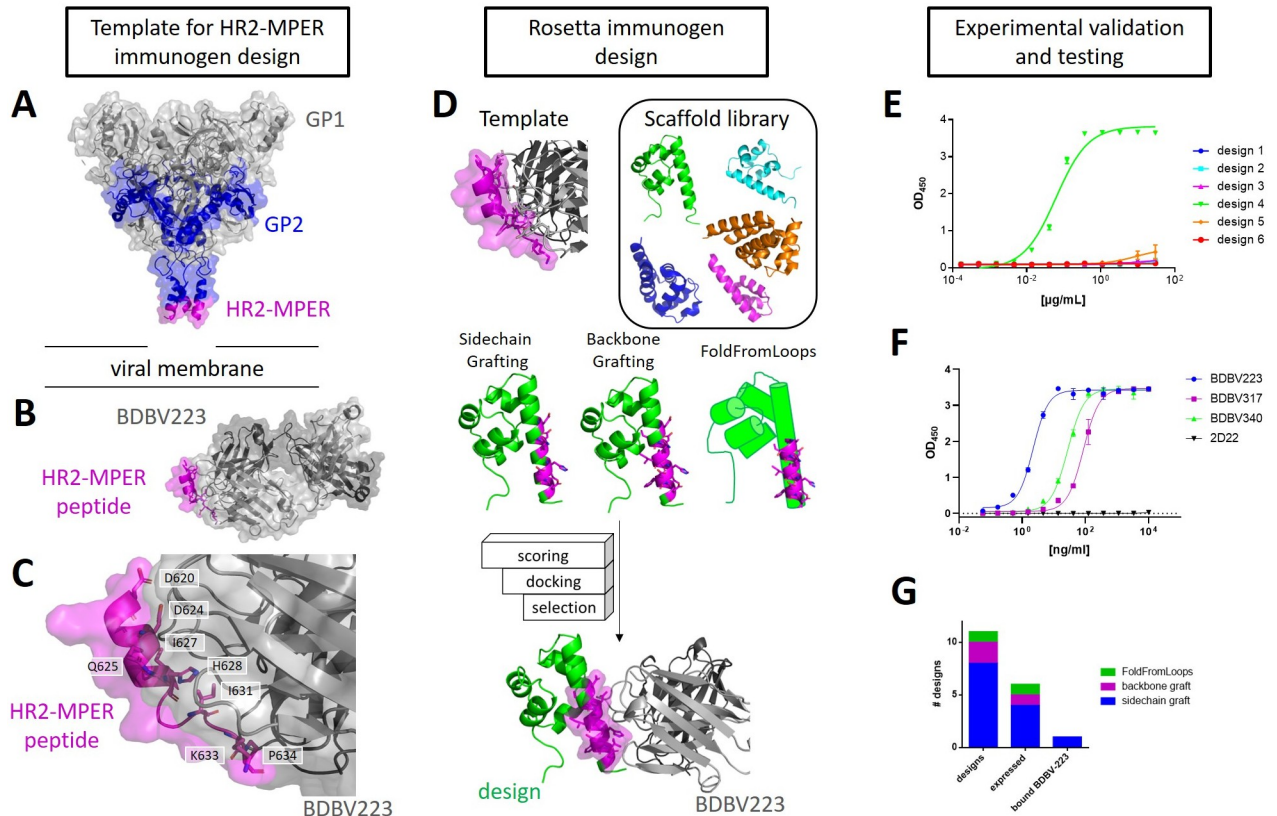 Template for HR2-MPER
immunogen design
A
GP1
GP2
HR2-MPER
viral membrane
B
BDBV223
HR2-MPER
peptide
C
D620
D624
I627
Q625
H628
I631
HR2-MPER
peptide
K633
P634
BDBV223
Rosetta immunogen
design
D
Template
Scaffold library
Sidechain
Grafting
Backbone
Grafting
FoldFromLoops
scoring
docking
selection
design
BDBV223
Experimental validation
and testing
E
4
3
2
1
0
OD450
10-4
10-2
100
102
[µg/mL]
design 1
design 2
design 3
design 4
design 5
design 6
F
4
3
2
1
0
OD450
10-2
100
102
104
[ng/ml]
BDBV223
BDBV317
BDBV340
2D22
G
10
5
0
# designs
designs
expressed
bound BDBV-223
FoldFromLoops
backbone graft
sidechain graft